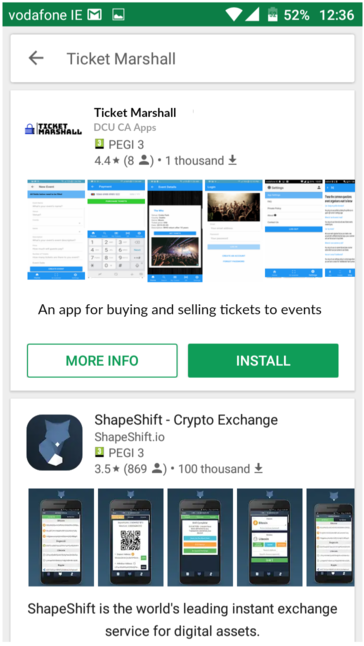 vodafone IE 52% 12:36
Ticket Marshall
TICKET
MARSHALL
Ticket Marshall
DCU CA Apps
3 PEGI 3
4.4★ (8) • 1 thousand
An app for buying and selling tickets to events
MORE INFO INSTALL
ShapeShift - Crypto Exchange
ShapeShift.io
3 PEGI 3
3.5★ (869) • 100 thousand
ShapeShift is the world's leading instant exchange
service for digital assets.